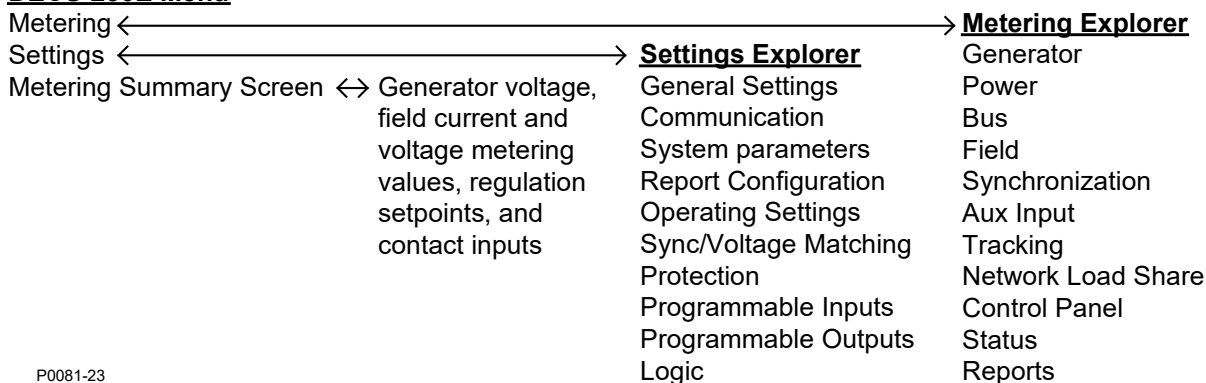 Metering
Settings
Metering Summary Screen
Generator voltage,
field current and
voltage metering
values, regulation
setpoints, and
contact inputs
Settings Explorer
General Settings
Communication
System parameters
Report Configuration
Operating Settings
Sync/Voltage Matching
Protection
Programmable Inputs
Programmable Outputs
Logic
Metering Explorer
Generator
Power
Bus
Field
Synchronization
Aux Input
Tracking
Network Load Share
Control Panel
Status
Reports
P0081-23